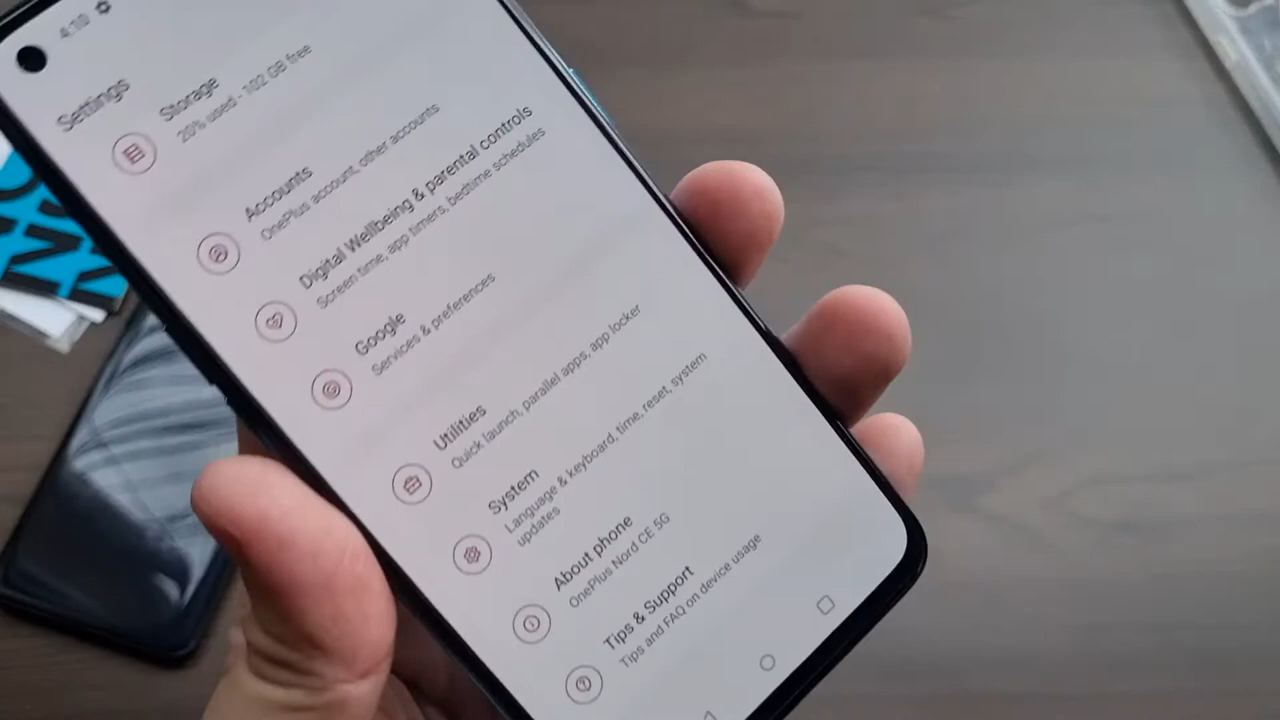 4:10
Settings
Storage
20% used - 102 GB free
Accounts
OnePlus account, other accounts
Digital Wellbeing & parental controls
Screen time, app timers, bedtime schedules
Google
Services & preferences
Utilities
Quick launch, parallel apps, app locker
System
Language & keyboard, time, reset, system
updates
About phone
OnePlus Nord CE 5G
Tips & Support
Tips and FAQ on device usage